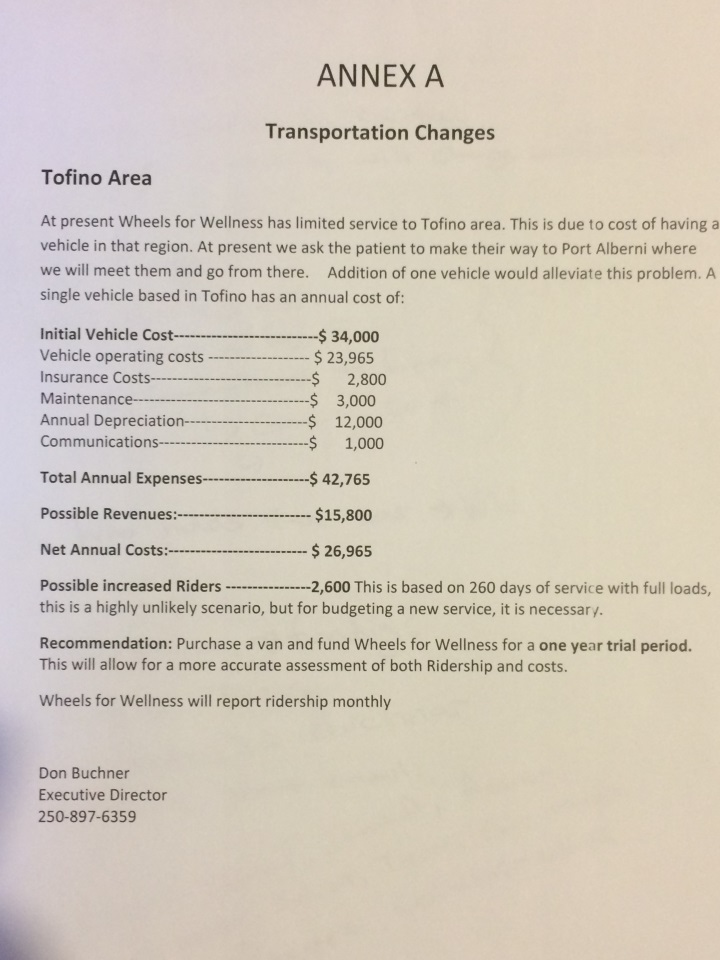 ANNEX A
Transportation Changes
Tofino Area
At present Wheels for Wellness has limited service to Tofino area. This is due to cost of having a
vehicle in that region. At present we ask the patient to make their way to Port Alberni where
we will meet them and go from there. Addition of one vehicle would alleviate this problem. A
single vehicle based in Tofino has an annual cost of:
Initial Vehicle Cost---------------------------$ 34,000
Vehicle operating costs ------------------- $ 23,965
Insurance Costs------------------------------$ 2,800
Maintenance---------------------------------$ 3,000
Annual Depreciation-----------------------$ 12,000
Communications----------------------------$ 1,000
Total Annual Expenses--------------------$ 42,765
Possible Revenues:------------------------- $15,800
Net Annual Costs:-------------------------- $ 26,965
Possible increased Riders ----------------2,600 This is based on 260 days of service with full loads,
this is a highly unlikely scenario, but for budgeting a new service, it is necessary.
Recommendation: Purchase a van and fund Wheels for Wellness for a one year trial period.
This will allow for a more accurate assessment of both Ridership and costs.
Wheels for Wellness will report ridership monthly
Don Buchner
Executive Director
250-897-6359